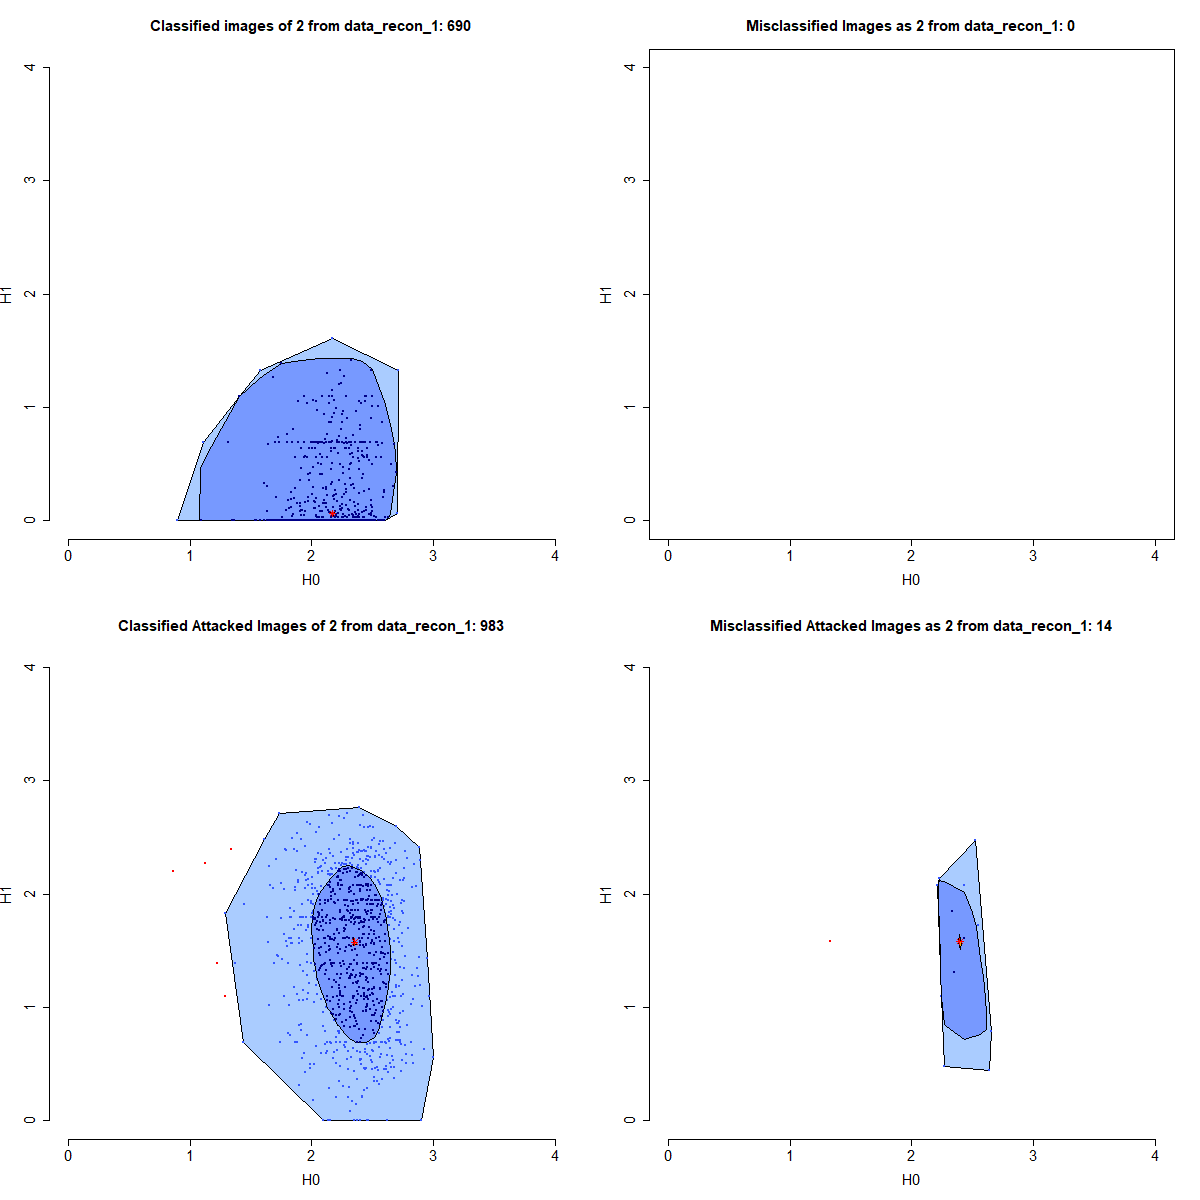 Classified images of 2 from data_recon_1: 690
4
3
2
1
0
H1
0 1 2 3 4
H0
Misclassified Images as 2 from data_recon_1: 0
4
3
2
1
0
H1
0 1 2 3 4
H0
Classified Attacked Images of 2 from data_recon_1: 983
4
3
2
1
0
H1
0 1 2 3 4
H0
Misclassified Attacked Images as 2 from data_recon_1: 14
4
3
2
1
0
H1
0 1 2 3 4
H0